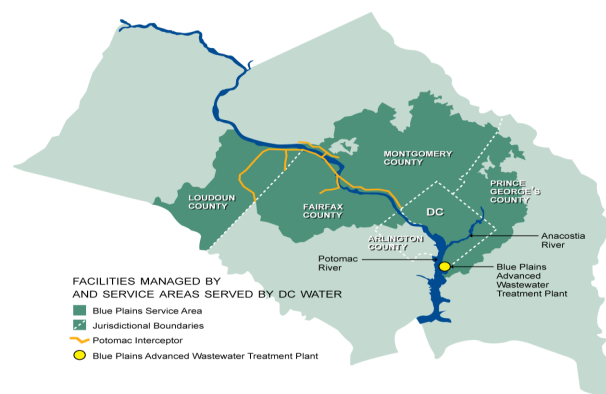 MONTGOMERY
COUNTY
PRINCE
GEORGE'S
COUNTY
LOUDOUN
COUNTY
FAIRFAX
COUNTY
DC
ARLINGTON
COUNTY
Anacostia
River
Potomac
River
Blue Plains
Advanced
Wastewater
Treatment Plant
FACILITIES MANAGED BY
AND SERVICE AREAS SERVED BY DC WATER
Blue Plains Service Area
Jurisdictional Boundaries
Potomac Interceptor
Blue Plains Advanced Wastewater Treatment Plant